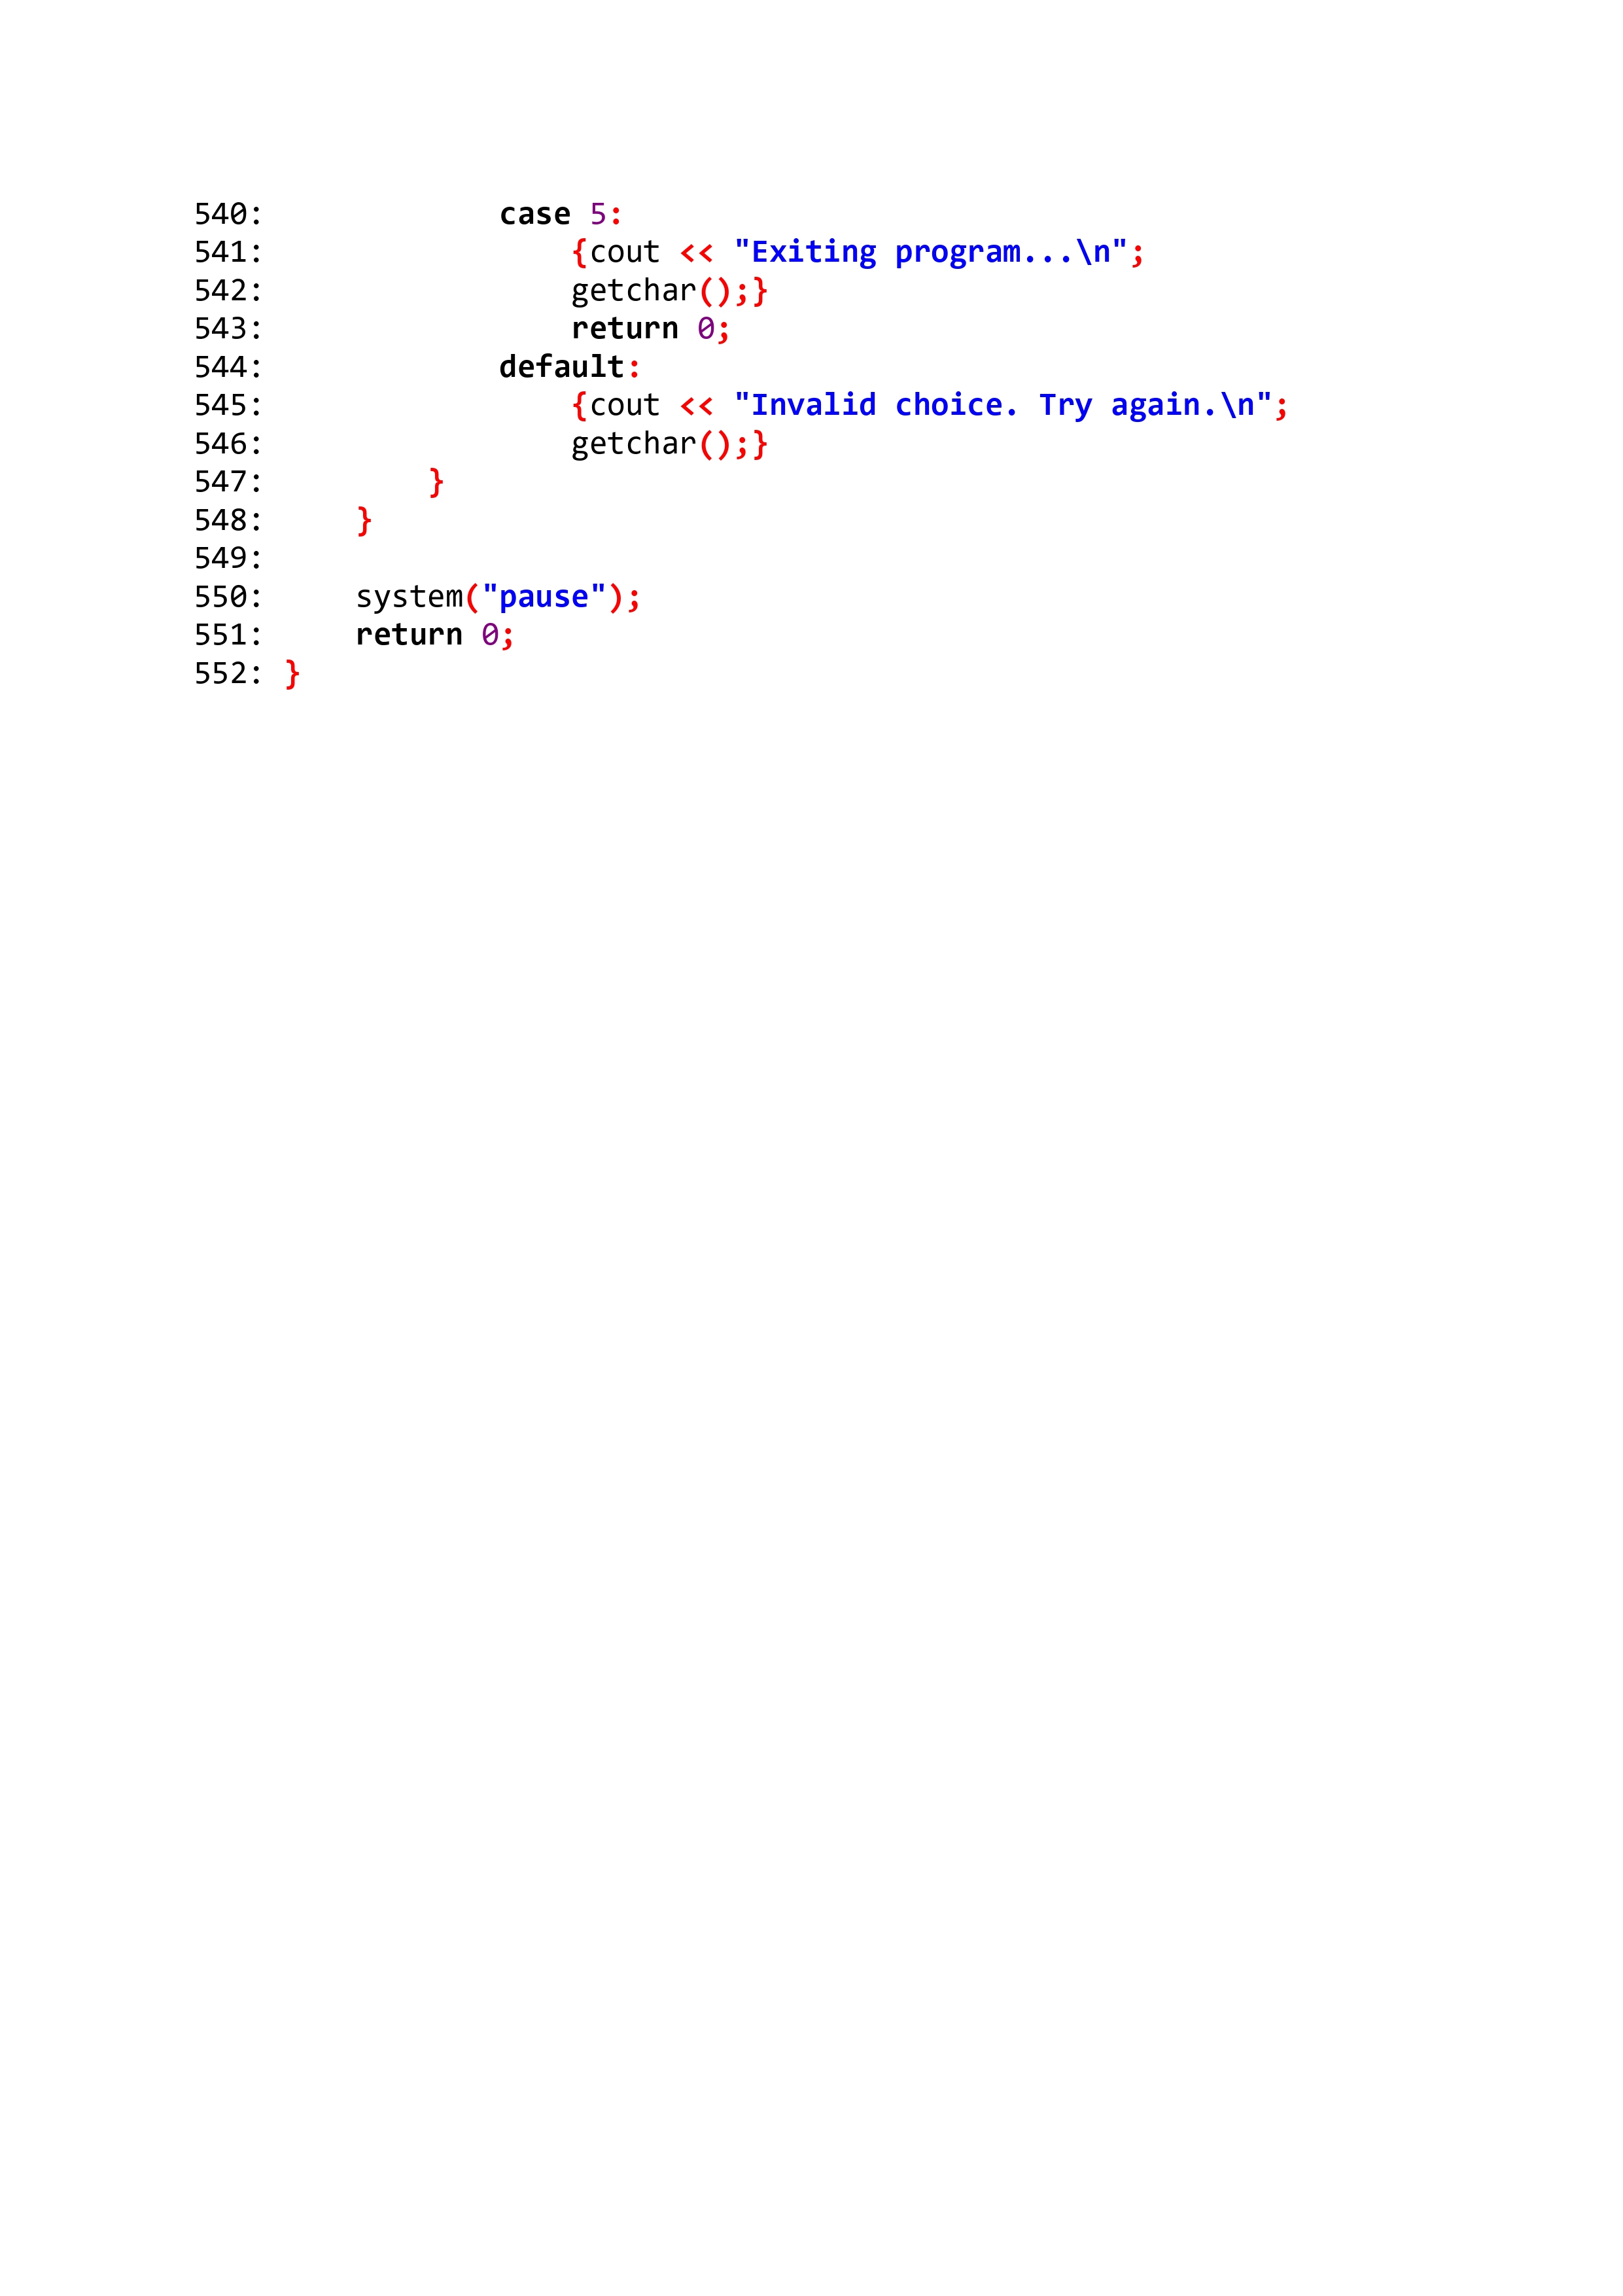 540:             case 5:
541:                 {cout << "Exiting program...\n";
542:                 getchar();}
543:                 return 0;
544:             default:
545:                 {cout << "Invalid choice. Try again.\n";
546:                 getchar();}
547:         }
548:     }
549:
550:     system("pause");
551:     return 0;
552: }